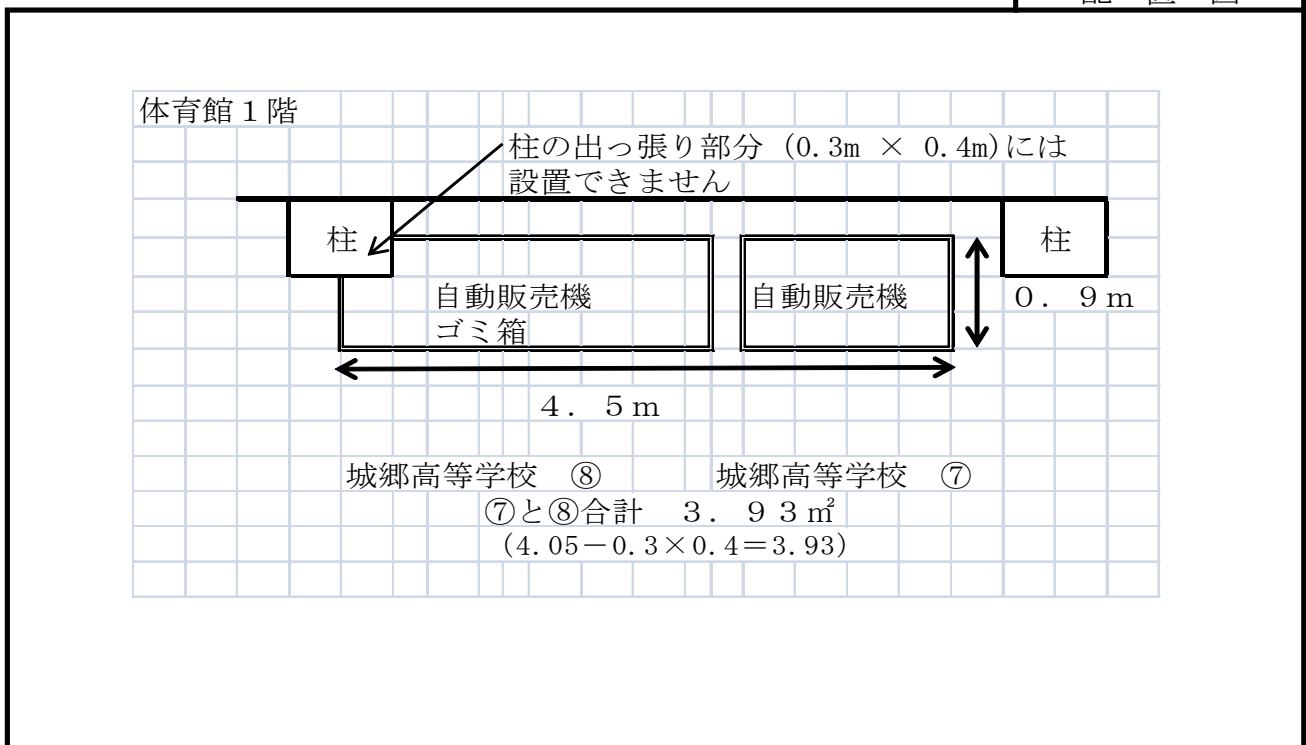 体育館１階
柱の出っ張り部分（0.3m × 0.4m)には
設置できません
柱
柱
自動販売機
ゴミ箱
自動販売機
０．９ｍ
４．５ｍ
城郷高等学校　⑧
城郷高等学校　⑦
⑦と⑧合計　３．９３㎡
（4.05－0.3×0.4＝3.93）